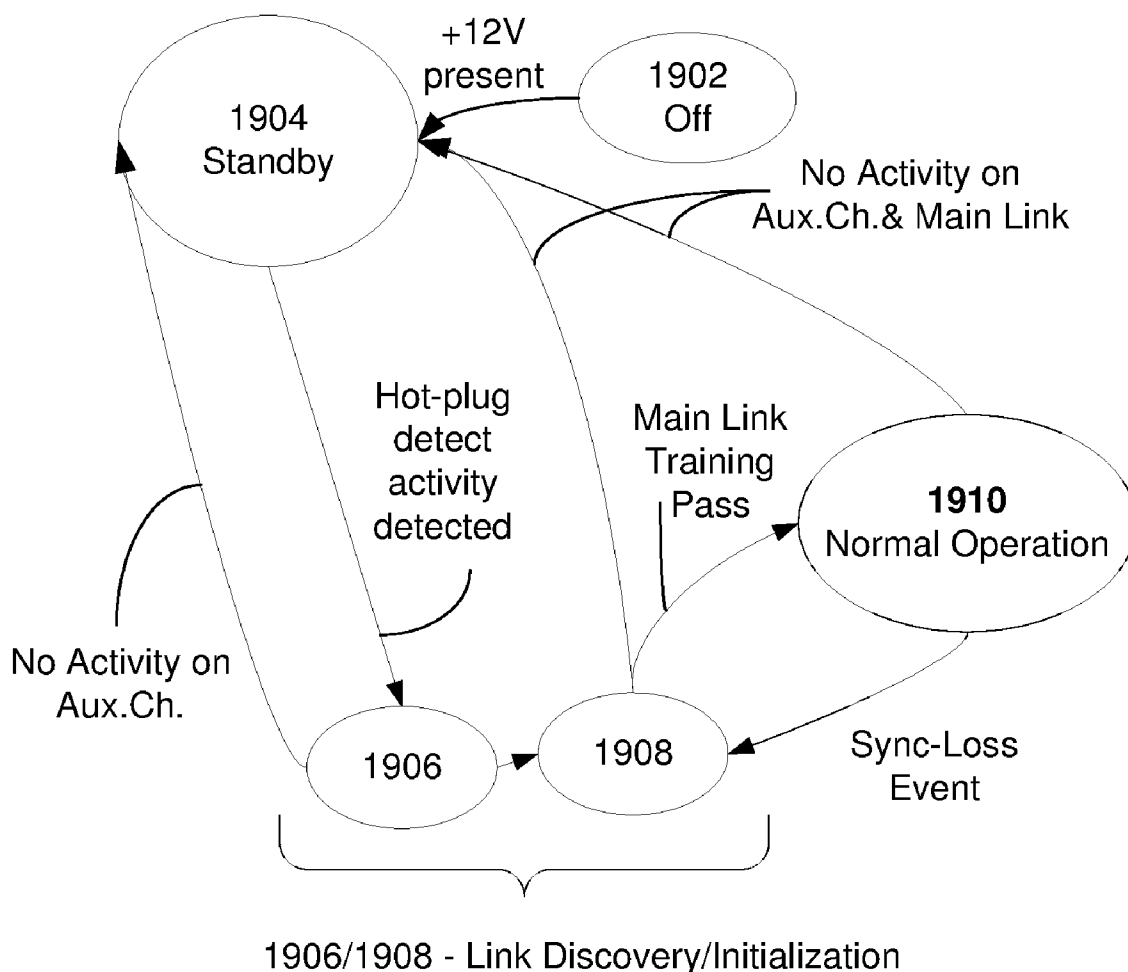 +12V
present
1902
Off
1904
Standby
No Activity on
Aux.Ch.& Main Link
Hot-plug
detect
activity
detected
Main Link
Training
Pass
1910
Normal Operation
No Activity on
Aux.Ch.
1906
1908
Sync-Loss
Event
1906/1908 - Link Discovery/Initialization